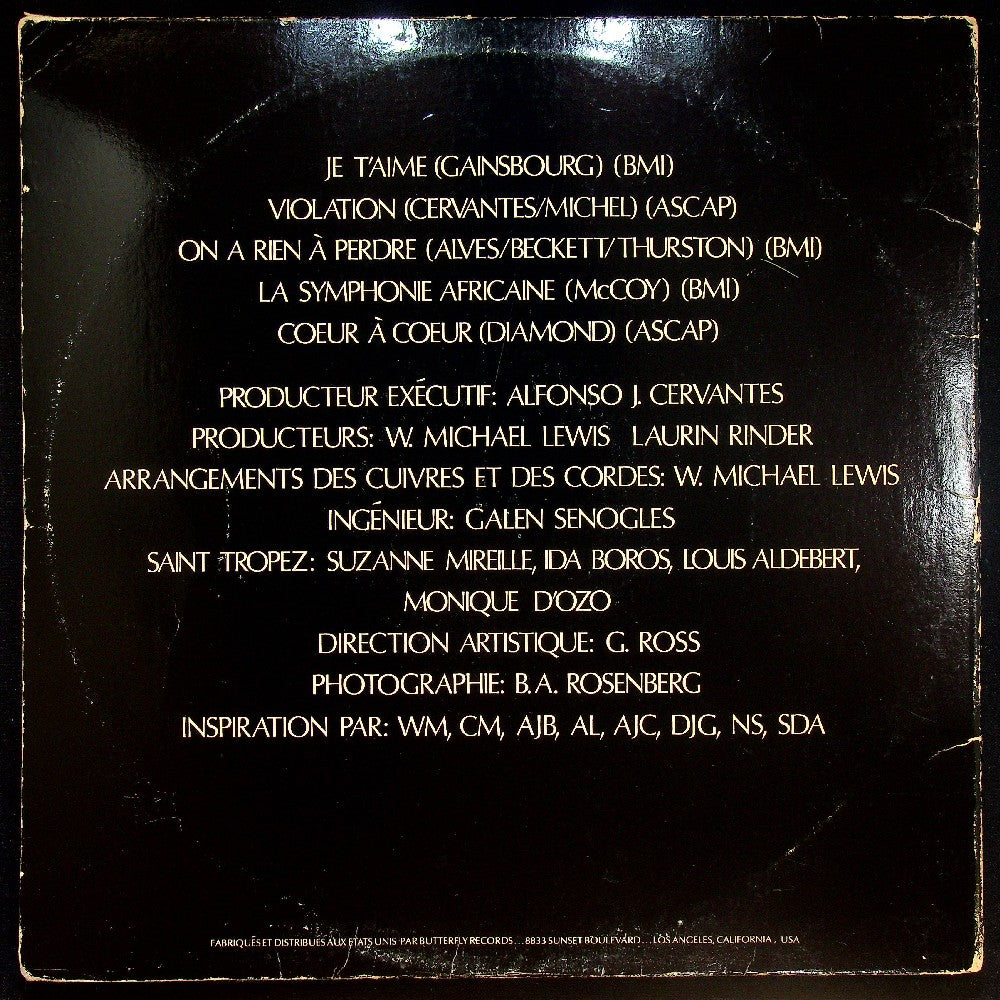 JE T'AIME (GAINSBOURG) (BMI)
VIOLATION (CERVANTES/MICHEL) (ASCAP)
ON A RIEN À PERDRE (ALVES/BECKETT/THURSTON) (BMI)
LA SYMPHONIE AFRICAINE (McCOY) (BMI)
COEUR À COEUR (DIAMOND) (ASCAP)
PRODUCTEUR EXÉCUTIF: ALFONSO J. CERVANTES
PRODUCTEURS: W. MICHAEL LEWIS LAURIN RINDER
ARRANGEMENTS DES CUIVRES ET DES CORDES: W. MICHAEL LEWIS
INGÉNIEUR: GALEN SENOGLES
SAINT TROPEZ: SUZANNE MIREILLE, IDA BOROS, LOUIS ALDEBERT,
MONIQUE D'OZO
DIRECTION ARTISTIQUE: G. ROSS
PHOTOGRAPHIE: B.A. ROSENBERG
INSPIRATION PAR: WM, CM, AJB, AL, AJC, DJG, NS, SDA
FABRIQUÉS ET DISTRIBUES AUX ETATS UNIS PAR BUTTERFLY RECORDS...8833 SUNSET BOULEVARD...LOS ANGELES, CALIFORNIA, USA